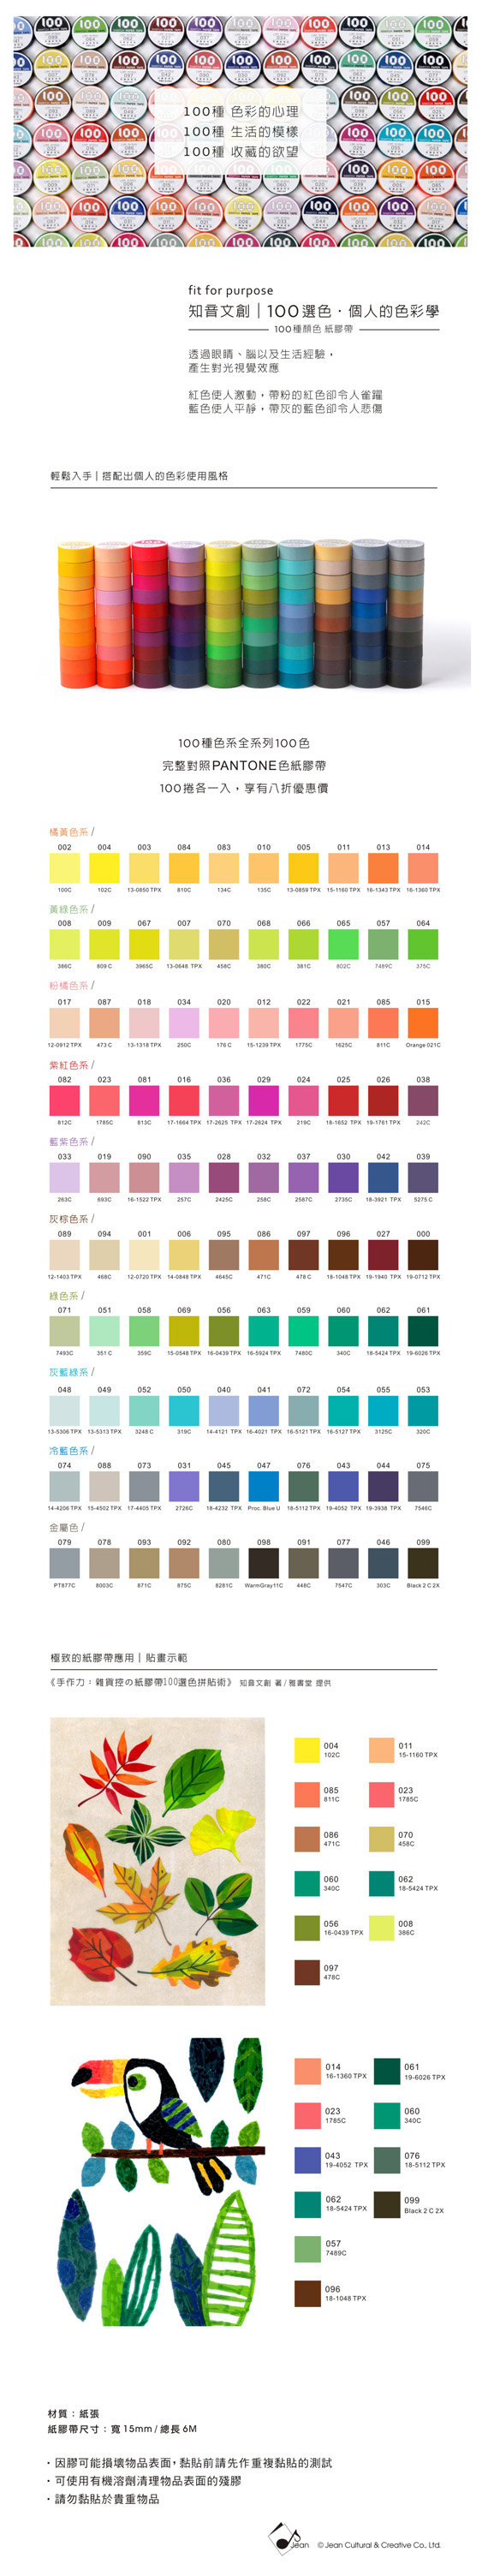 100種 色彩的心理
100種 生活的模樣
100種 收藏的欲望
fit for purpose
知音文創｜100選色・個人的色彩學
100種顏色 紙膠帶
透過眼睛、腦以及生活經驗，
產生對光視覺效應
紅色使人激動，帶粉的紅色卻令人雀躍
藍色使人平靜，帶灰的藍色卻令人悲傷
輕鬆入手｜搭配出個人的色彩使用風格
100種色系全系列100色
完整對照PANTONE色紙膠帶
100捲各一入，享有八折優惠價
橘黃色系 /
002 004 003 084 083 010 005 011 013 014
100C 102C 13-0850 TPX 810C 134C 135C 13-0859 TPX 15-1160 TPX 16-1343 TPX 16-1360 TPX
黃綠色系 /
008 009 067 007 070 068 066 065 057 064
386C 809 C 3965C 13-0648 TPX 458C 380C 381C 802C 7489C 375C
粉橘色系 /
017 087 018 034 020 012 022 021 085 015
12-0912 TPX 473 C 13-1318 TPX 250C 176 C 15-1239 TPX 1775C 1625C 811C Orange 021C
紫紅色系 /
082 023 081 016 036 029 024 025 026 038
812C 1785C 813C 17-1664 TPX 17-2625 TPX 17-2624 TPX 219C 18-1652 TPX 19-1761 TPX 242C
藍紫色系 /
033 019 090 035 028 032 037 030 042 039
263C 693C 16-1522 TPX 257C 2425C 258C 2587C 2735C 18-3921 TPX 5275 C
灰棕色系 /
089 094 001 006 095 086 097 096 027 000
12-1403 TPX 468C 12-0720 TPX 14-0848 TPX 4645C 471C 478 C 18-1048 TPX 19-1940 TPX 19-0712 TPX
綠色系 /
071 051 058 069 056 063 059 060 062 061
7493C 351 C 359C 15-0548 TPX 16-0439 TPX 16-5924 TPX 7480C 340C 18-5424 TPX 19-6026 TPX
灰藍綠系 /
048 049 052 050 040 041 072 054 055 053
13-5306 TPX 13-5313 TPX 3248 C 319C 14-4121 TPX 16-4021 TPX 16-5121 TPX 16-5127 TPX 3125C 320C
冷藍色系 /
074 088 073 031 045 047 076 043 044 075
14-4206 TPX 15-4502 TPX 17-4405 TPX 2726C 18-4232 TPX Proc. Blue U 18-5112 TPX 19-4052 TPX 19-3938 TPX 7546C
金屬色 /
079 078 093 092 080 098 091 077 046 099
PT877C 8003C 871C 875C 8281C WarmGray11C 448C 7547C 303C Black 2 C 2X
極致的紙膠帶應用｜貼畫示範
《手作力：雜貨控の紙膠帶100選色拼貼術》 知音文創 著 / 雅書堂 提供
004 011
102C 15-1160 TPX
085 023
811C 1785C
086 070
471C 458C
060 062
340C 18-5424 TPX
056 008
16-0439 TPX 386C
097
478C
014 061
16-1360 TPX 19-6026 TPX
023 060
1785C 340C
043 076
19-4052 TPX 18-5112 TPX
062 099
18-5424 TPX Black 2 C 2X
057
7489C
096
18-1048 TPX
材質：紙張
紙膠帶尺寸：寬 15mm / 總長 6M
・因膠可能損壞物品表面，黏貼前請先作重複黏貼的測試
・可使用有機溶劑清理物品表面的殘膠
・請勿黏貼於貴重物品
Jean © Jean Cultural & Creative Co., Ltd.